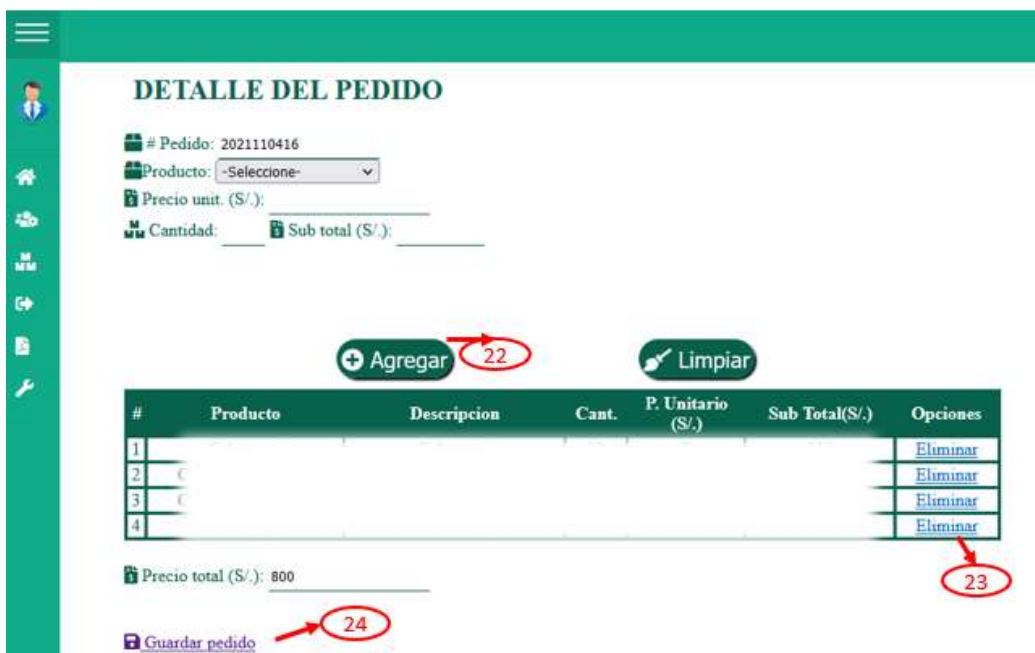 DETALLE DEL PEDIDO
# Pedido: 2021110416
Producto: -Seleccione-
Precio unit. (S/.):
Cantidad: Sub total (S/.):
Agregar 22 Limpiar
# Producto Descripcion Cant. P. Unitario (S/.) Sub Total(S/.) Opciones
1 Eliminar
2 Eliminar
3 Eliminar
4 Eliminar
Precio total (S/.): 800
23
24
Guardar pedido